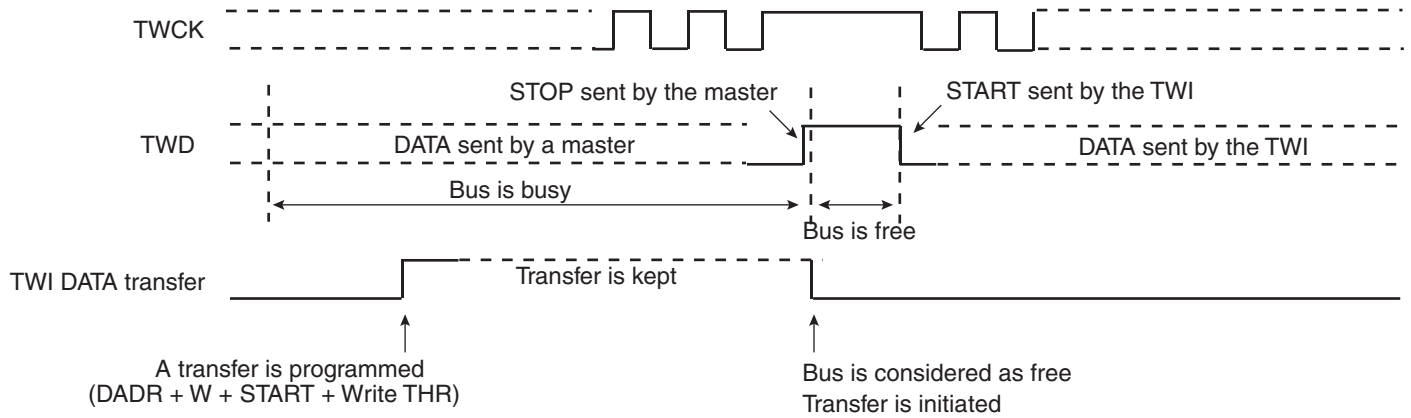 TWCK
STOP sent by the master
START sent by the TWI
TWD
DATA sent by a master
DATA sent by the TWI
Bus is busy
Bus is free
TWI DATA transfer
Transfer is kept
A transfer is programmed
(DADR + W + START + Write THR)
Bus is considered as free
Transfer is initiated